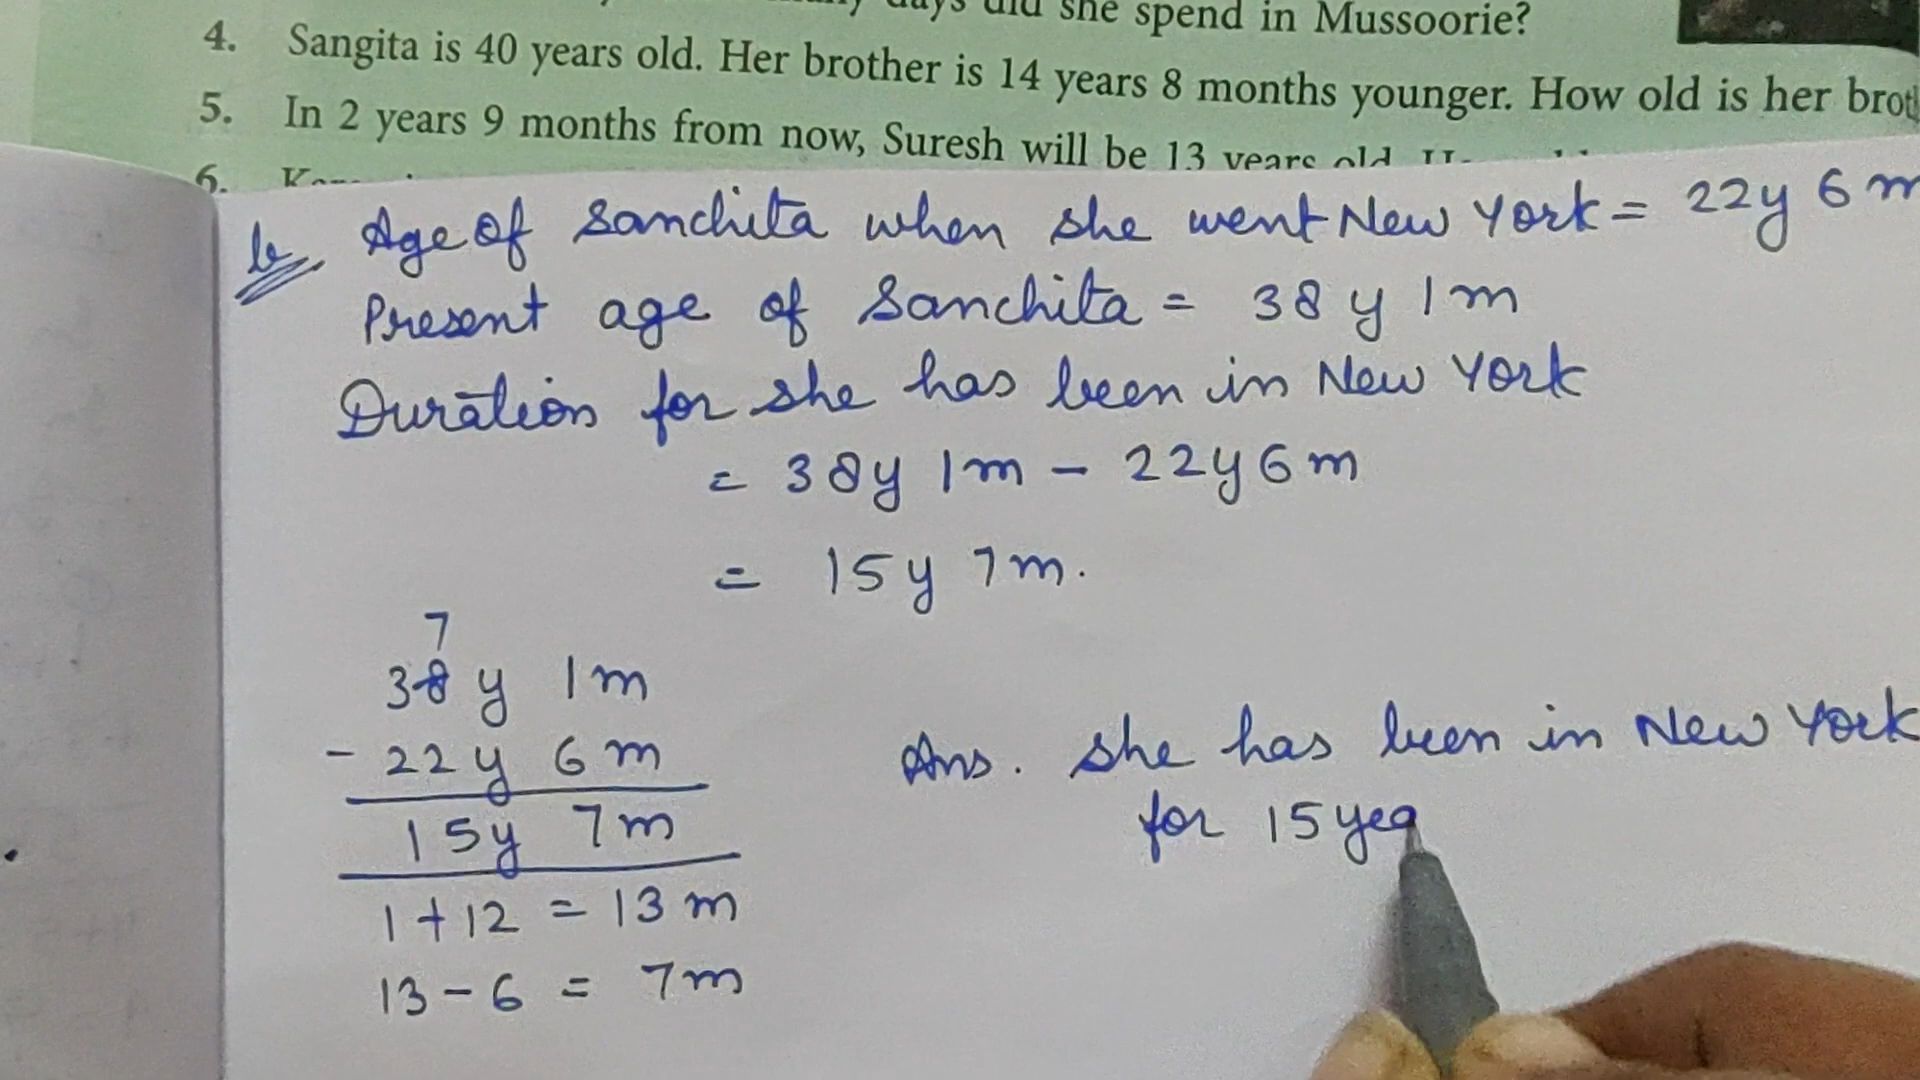 days did she spend in Mussoorie?
4. Sangita is 40 years old. Her brother is 14 years 8 months younger. How old is her
5. In 2 years 9 months from now, Suresh will be 13 years old.
6.
b, Age of Sanchita when she went New York = 22y 6m
Present age of Sanchita = 38 y 1m
Duration for she has been in New York
= 38y 1m - 22y 6m
= 15y 7m.
7
38 y 1m
- 22 y 6m
15y 7m
1 + 12 = 13 m
13 - 6 = 7m
Ans. she has been in New York
for 15 yea